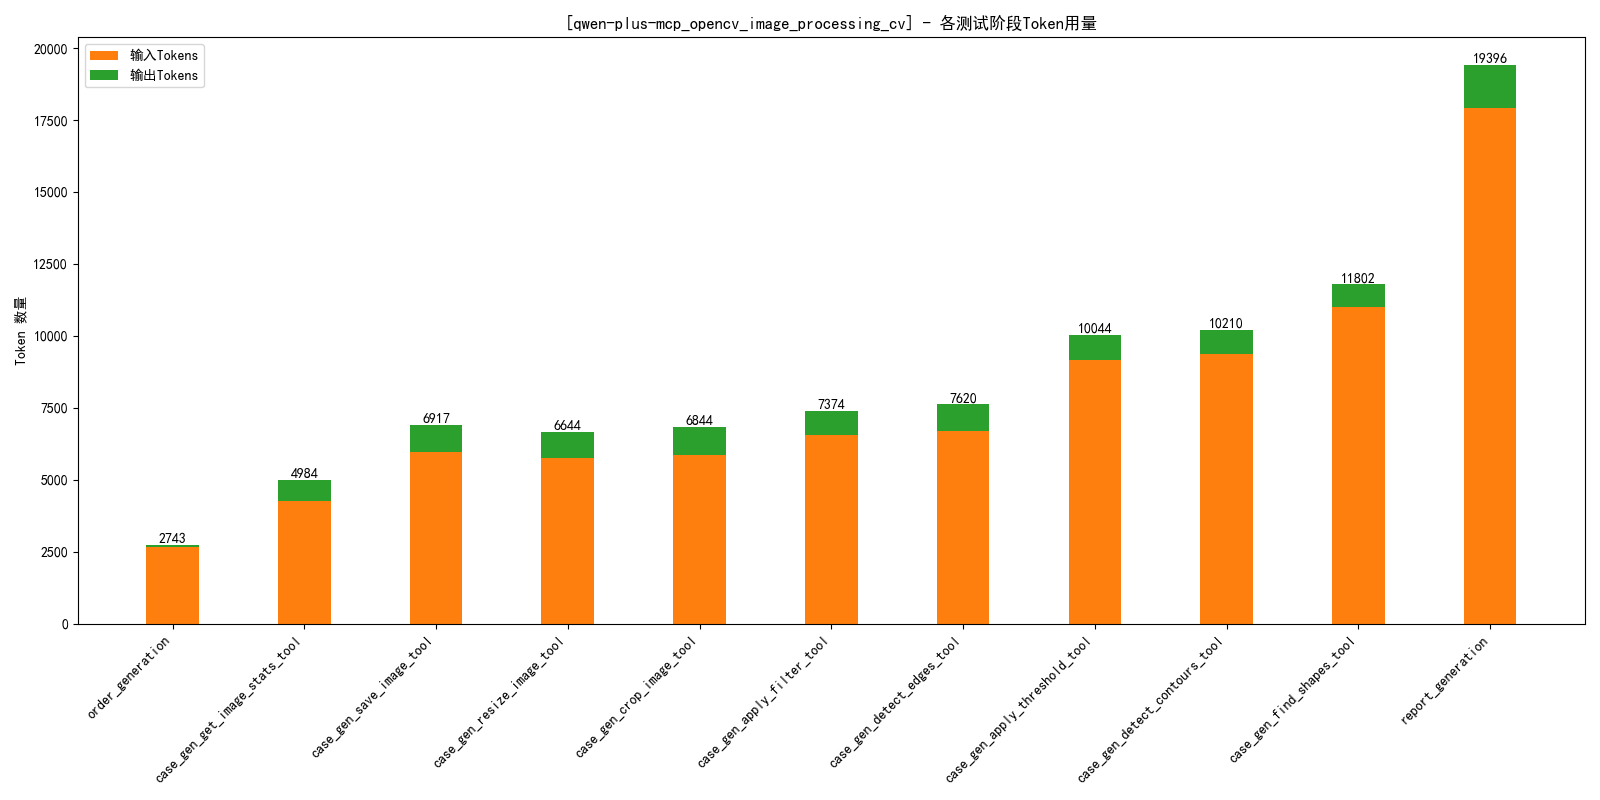 [qwen-plus-mcp_opencv_image_processing_cv] - 各测试阶段Token用量
输入Tokens
输出Tokens
Token 数量
20000
17500
15000
12500
10000
7500
5000
2500
0
2743
4984
6917
6644
6844
7374
7620
10044
10210
11802
19396
order_generation
case_gen_get_image_stats_tool
case_gen_save_image_tool
case_gen_resize_image_tool
case_gen_crop_image_tool
case_gen_apply_filter_tool
case_gen_detect_edges_tool
case_gen_apply_threshold_tool
case_gen_detect_contours_tool
case_gen_find_shapes_tool
report_generation